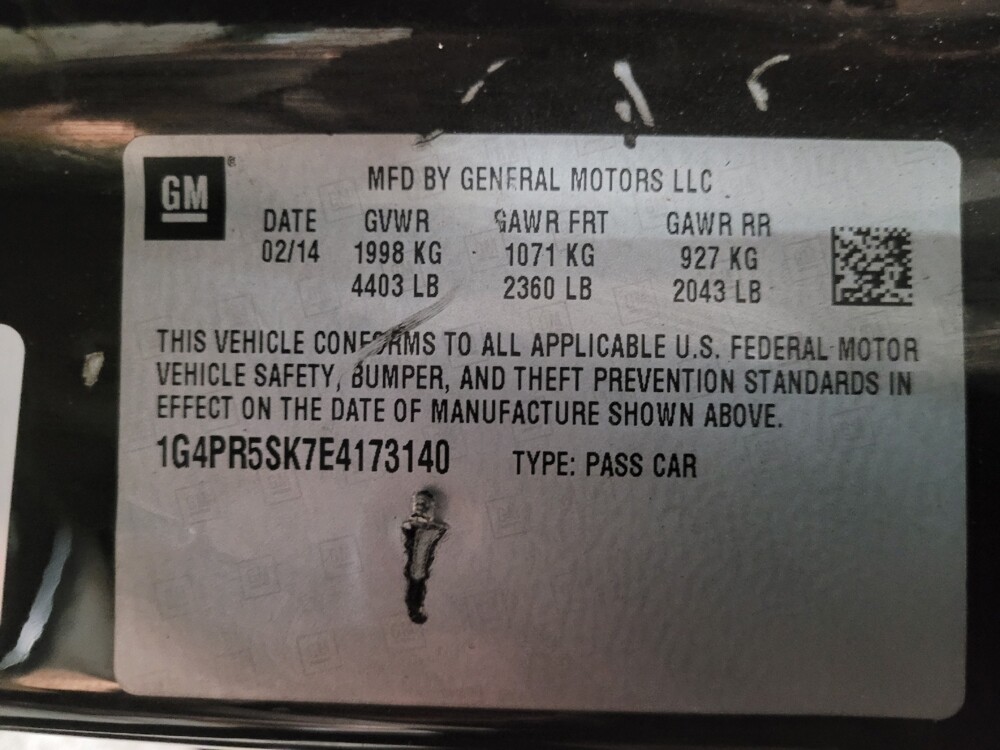 GM®
MFD BY GENERAL MOTORS LLC
DATE GVWR GAWR FRT GAWR RR
02/14 1998 KG 1071 KG 927 KG
4403 LB 2360 LB 2043 LB
THIS VEHICLE CONFORMS TO ALL APPLICABLE U.S. FEDERAL MOTOR
VEHICLE SAFETY, BUMPER, AND THEFT PREVENTION STANDARDS IN
EFFECT ON THE DATE OF MANUFACTURE SHOWN ABOVE.
1G4PR5SK7E4173140 TYPE: PASS CAR